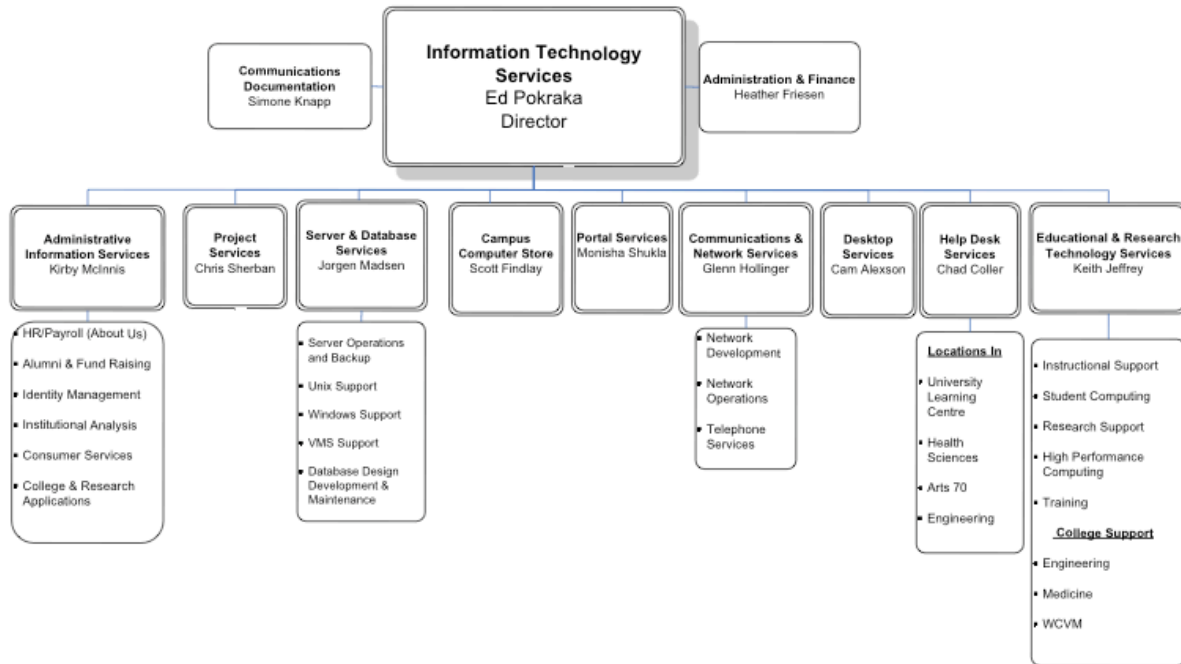 Information Technology
Services
Ed Pokraka
Director
Communications
Documentation
Simone Knapp
Administration & Finance
Heather Friesen
Administrative
Information Services
Kirby McInnis
Project
Services
Chris Sherban
Server & Database
Services
Jorgen Madsen
Campus
Computer Store
Scott Findlay
Portal Services
Monisha Shukla
Communications &
Network Services
Glenn Hollinger
Desktop
Services
Cam Alexson
Help Desk
Services
Chad Coller
Educational & Research
Technology Services
Keith Jeffrey
▪ HR/Payroll (About Us)
▪ Alumni & Fund Raising
▪ Identity Management
▪ Institutional Analysis
▪ Consumer Services
▪ College & Research
Applications
▪ Server Operations
and Backup
▪ Unix Support
▪ Windows Support
▪ VMS Support
▪ Database Design
Development &
Maintenance
▪ Network
Development
▪ Network
Operations
▪ Telephone
Services
Locations In
▪ University
Learning
Centre
▪ Health
Sciences
▪ Arts 70
▪ Engineering
▪ Instructional Support
▪ Student Computing
▪ Research Support
▪ High Performance
Computing
▪ Training
College Support
▪ Engineering
▪ Medicine
▪ WCVM